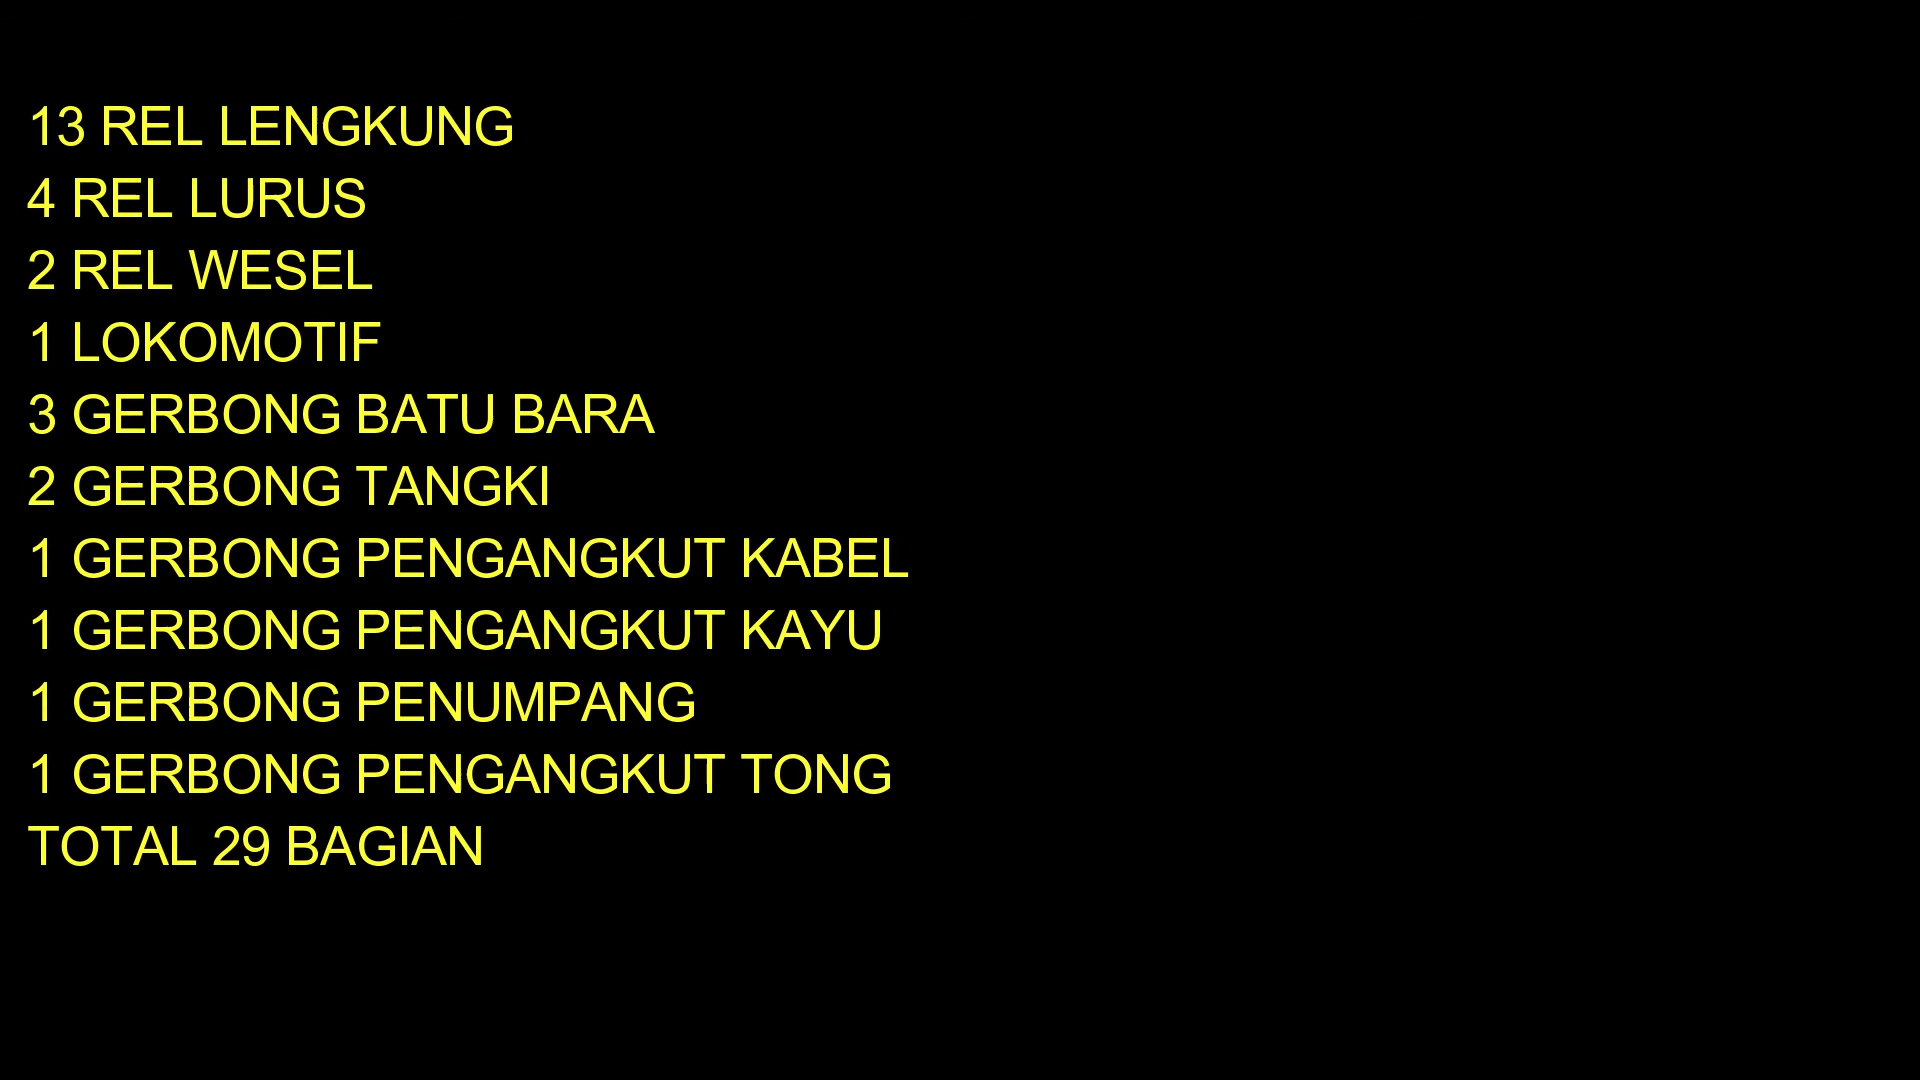 13 REL LENGKUNG
4 REL LURUS
2 REL WESEL
1 LOKOMOTIF
3 GERBONG BATU BARA
2 GERBONG TANGKI
1 GERBONG PENGANGKUT KABEL
1 GERBONG PENGANGKUT KAYU
1 GERBONG PENUMPANG
1 GERBONG PENGANGKUT TONG
TOTAL 29 BAGIAN